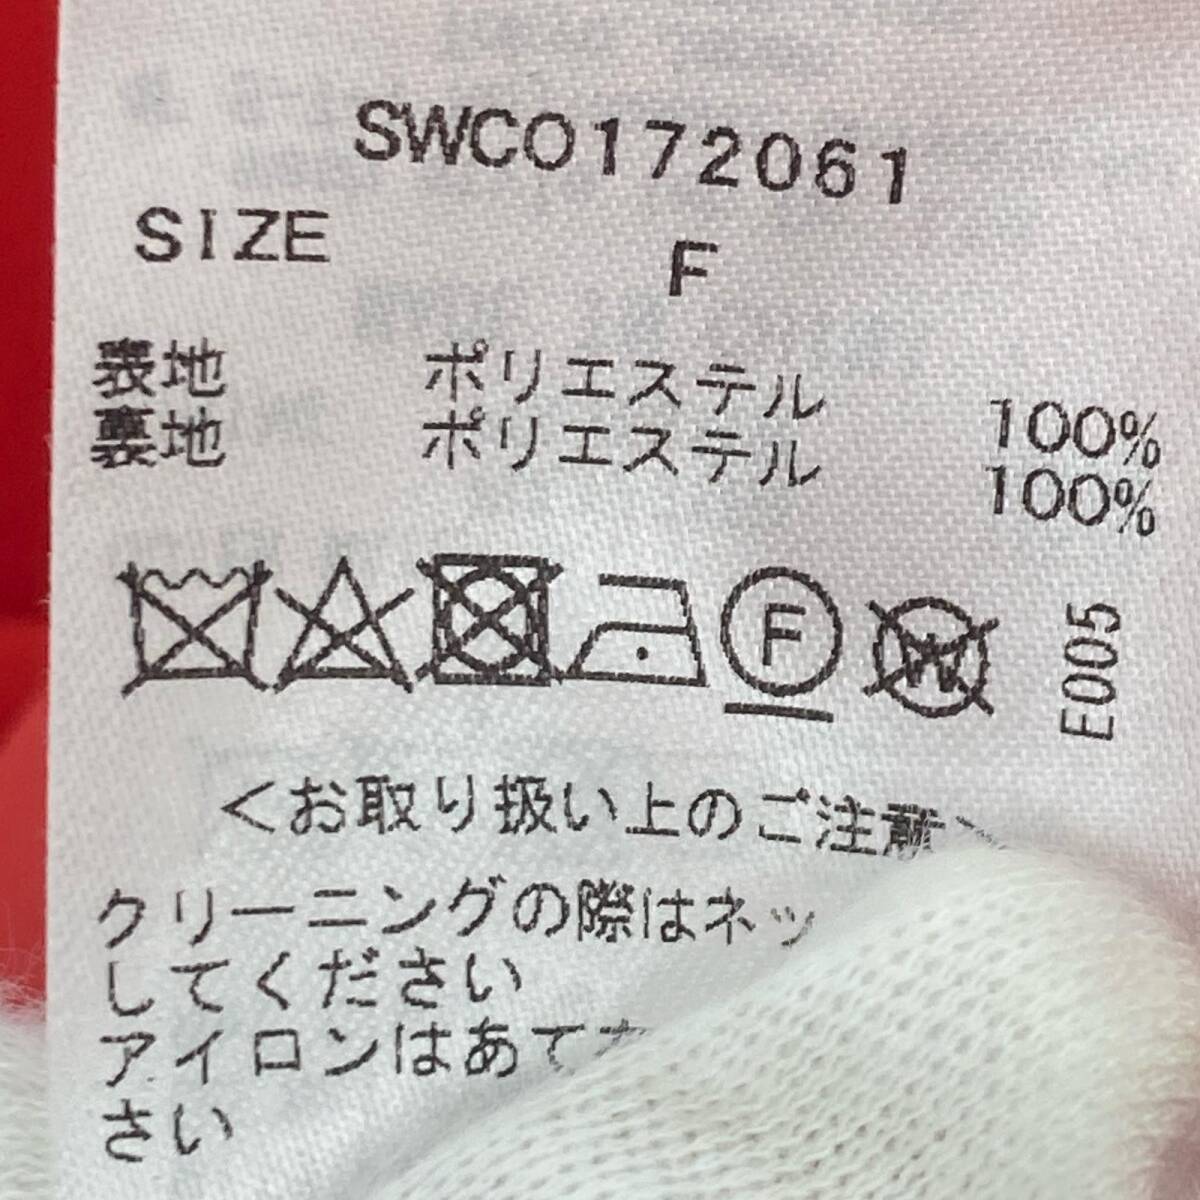 SWCO172061
SIZE F
表地 ポリエステル 100%
裏地 ポリエステル 100%
F
W
E005
<お取り扱い上のご注意
クリーニングの際はネッ
してください
アイロンはあて
さい